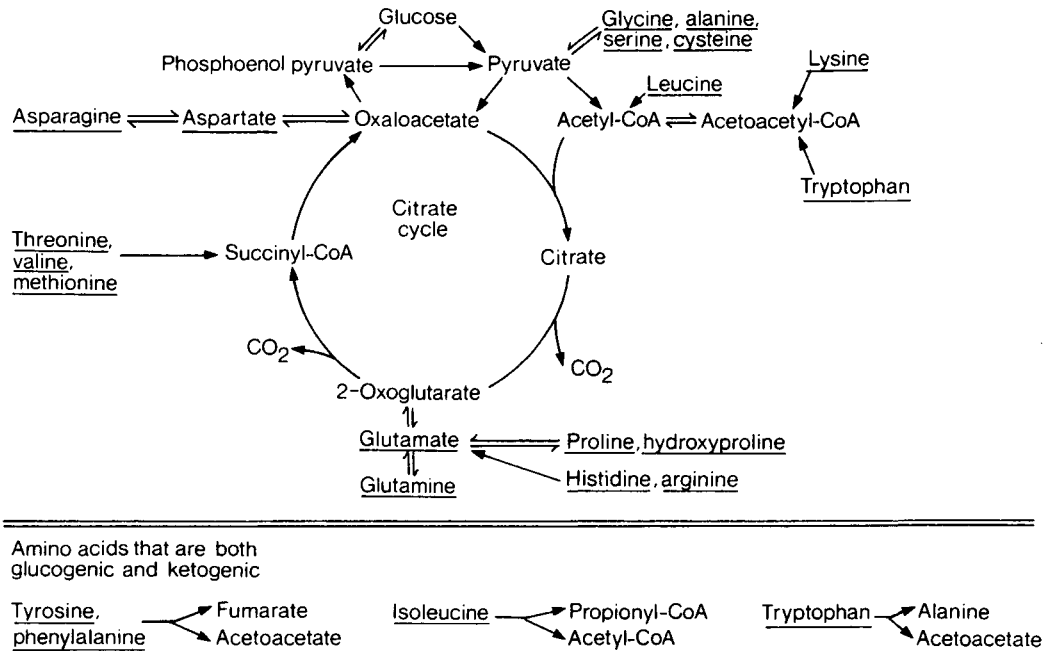 Glucose
Glycine, alanine,
serine, cysteine
Phosphoenol pyruvate
Pyruvate
Lysine
Leucine
Asparagine
Aspartate
Oxaloacetate
Acetyl-CoA
Acetoacetyl-CoA
Tryptophan
Citrate
cycle
Threonine,
valine,
methionine
Succinyl-CoA
Citrate
CO2
CO2
2-Oxoglutarate
Glutamate
Proline, hydroxyproline
Histidine, arginine
Glutamine
Amino acids that are both
glucogenic and ketogenic
Tyrosine,
phenylalanine
Fumarate
Acetoacetate
Isoleucine
Propionyl-CoA
Acetyl-CoA
Tryptophan
Alanine
Acetoacetate